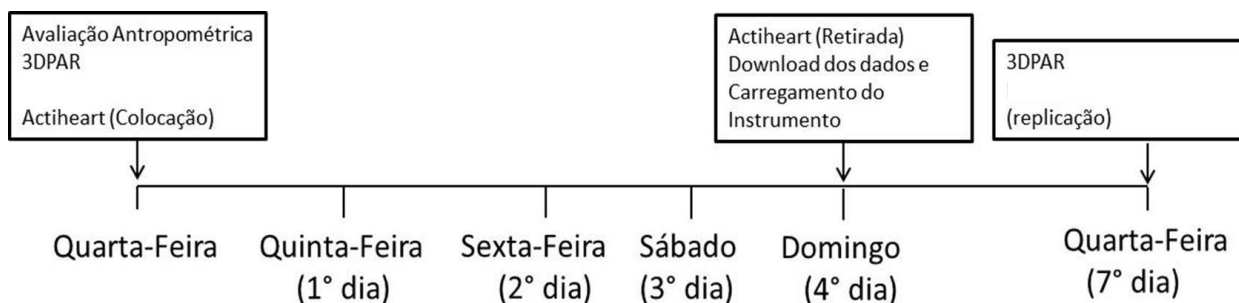 Avaliação Antropométrica
3DPAR
Actiheart (Colocação)
Actiheart (Retirada)
Download dos dados e
Carregamento do
Instrumento
3DPAR
(replicação)
Quarta-Feira
Quinta-Feira
(1° dia)
Sexta-Feira
(2° dia)
Sábado
(3° dia)
Domingo
(4° dia)
Quarta-Feira
(7° dia)